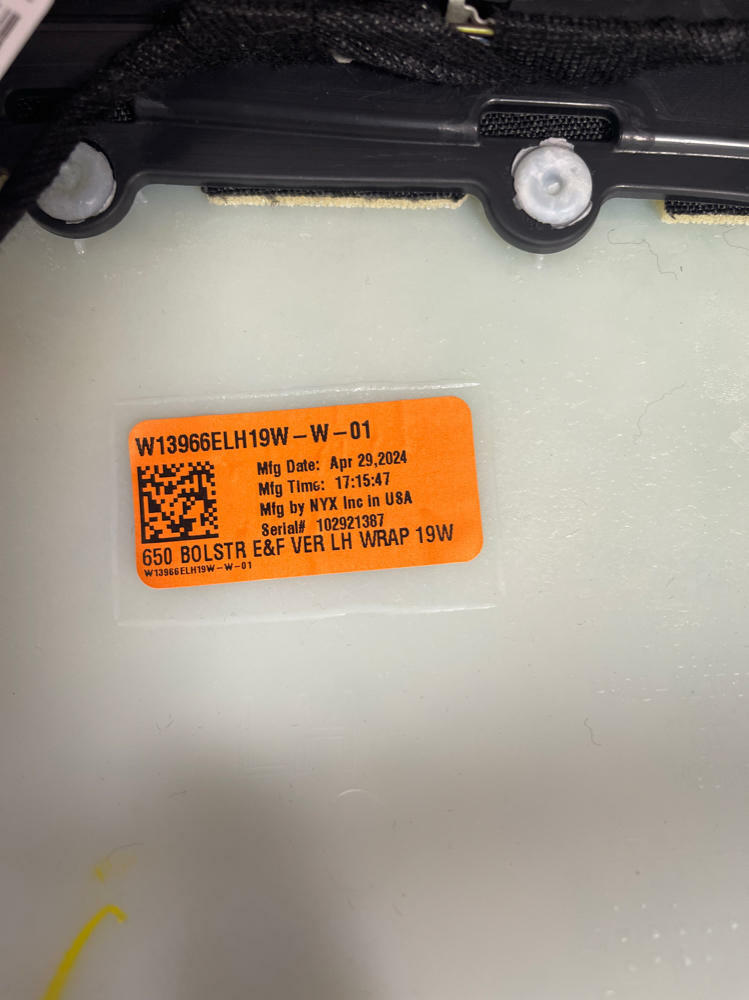 W13966ELH19W-W-01
Mfg Date: Apr 29,2024
Mfg Time: 17:15:47
Mfg by NYX Inc in USA
Serial# 102921387
650 BOLSTR E&F VER LH WRAP 19W
W13966ELH19W-W-01